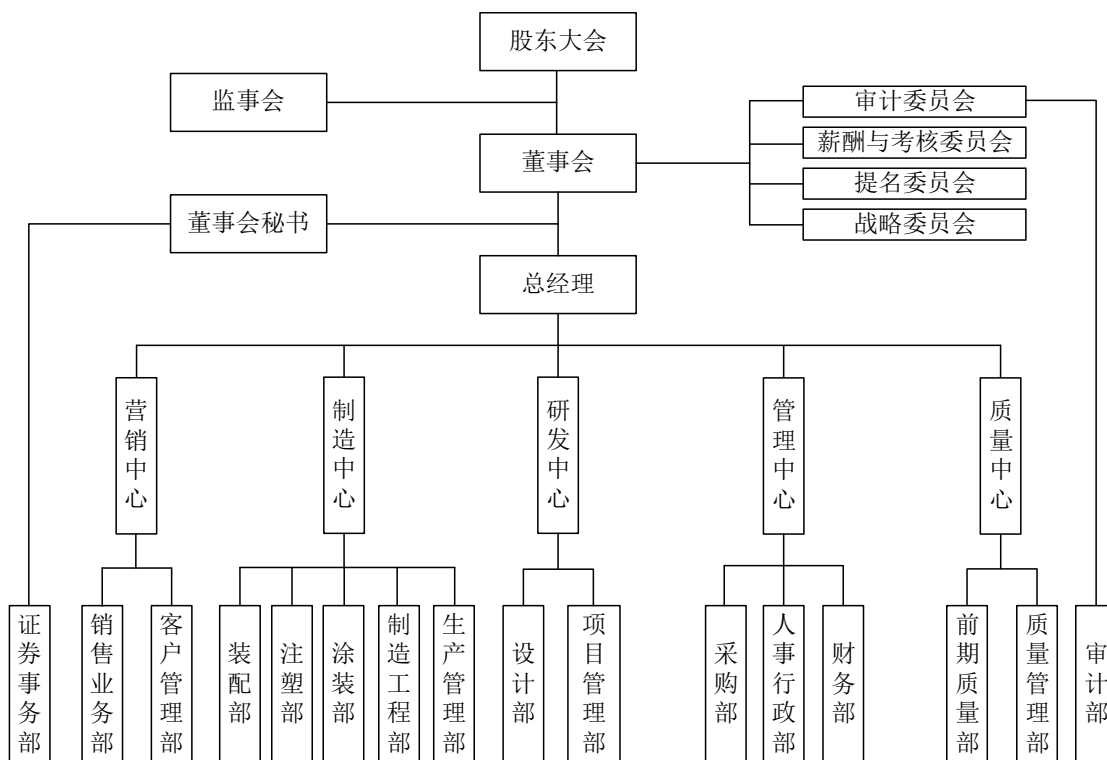 股东大会
监事会
审计委员会
薪酬与考核委员会
董事会
提名委员会
董事会秘书
战略委员会
总经理
营销中心
制造中心
研发中心
管理中心
质量中心
证券事务部
销售业务部
客户管理部
装配部
注塑部
涂装部
制造工程部
生产管理部
设计部
项目管理部
采购部
人事行政部
财务部
前期质量部
质量管理部
审计部